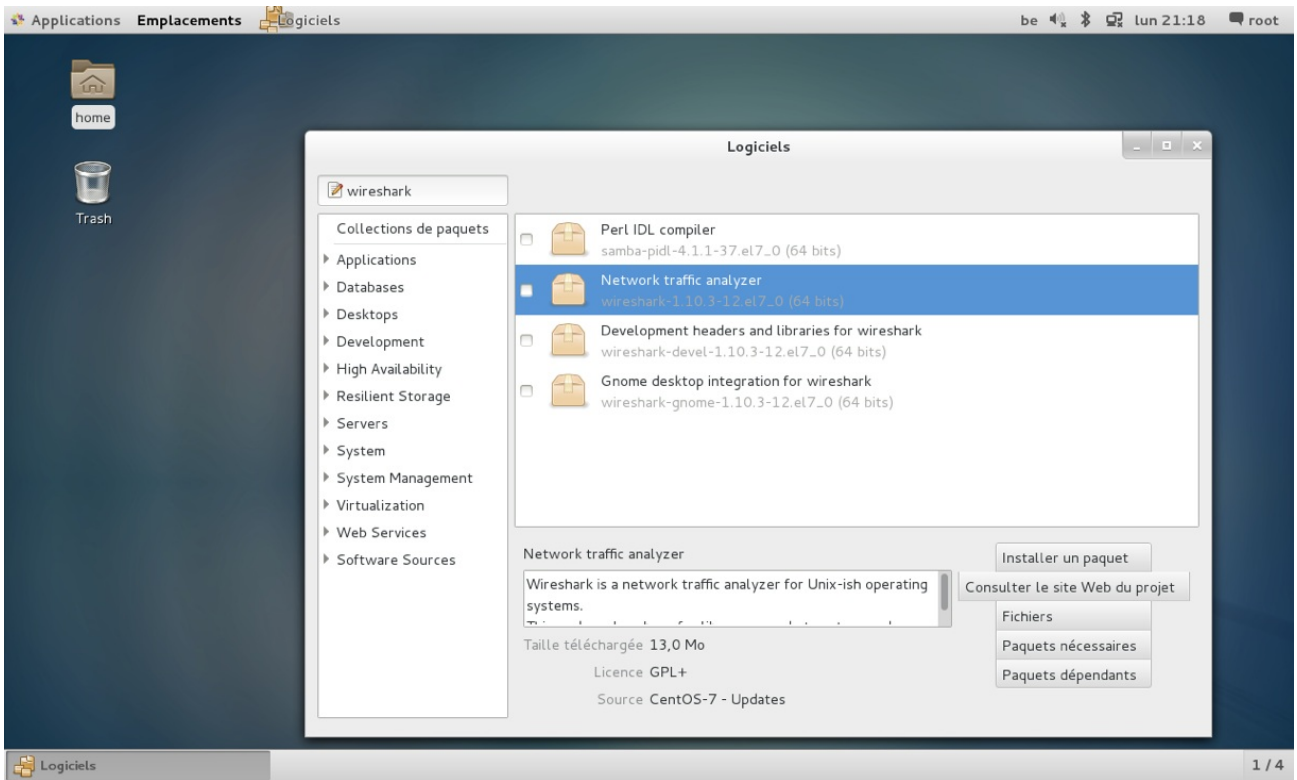 Applications Emplacements Logiciels be lun 21:18 root
home
Trash
Logiciels
wireshark
Collections de paquets
Applications
Databases
Desktops
Development
High Availability
Resilient Storage
Servers
System
System Management
Virtualization
Web Services
Software Sources
Perl IDL compiler
samba-pidl-4.1.1-37.el7_0 (64 bits)
Network traffic analyzer
wireshark-1.10.3-12.el7_0 (64 bits)
Development headers and libraries for wireshark
wireshark-devel-1.10.3-12.el7_0 (64 bits)
Gnome desktop integration for wireshark
wireshark-gnome-1.10.3-12.el7_0 (64 bits)
Network traffic analyzer
Wireshark is a network traffic analyzer for Unix-ish operating
systems.
Taille téléchargée 13,0 Mo
Licence GPL+
Source CentOS-7 - Updates
Installer un paquet
Consulter le site Web du projet
Fichiers
Paquets nécessaires
Paquets dépendants
Logiciels
1 / 4